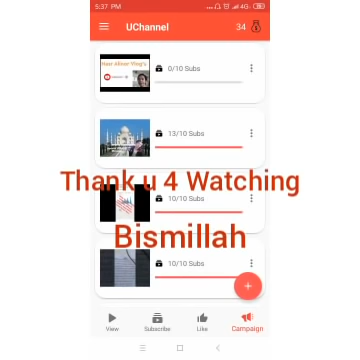 5:37 PM
4G
UChannel
34
0/10 Subs
13/10 Subs
Thank u 4 Watching
10/10 Subs
Bismillah
10/10 Subs
+
View
Subscribe
Like
Campaign